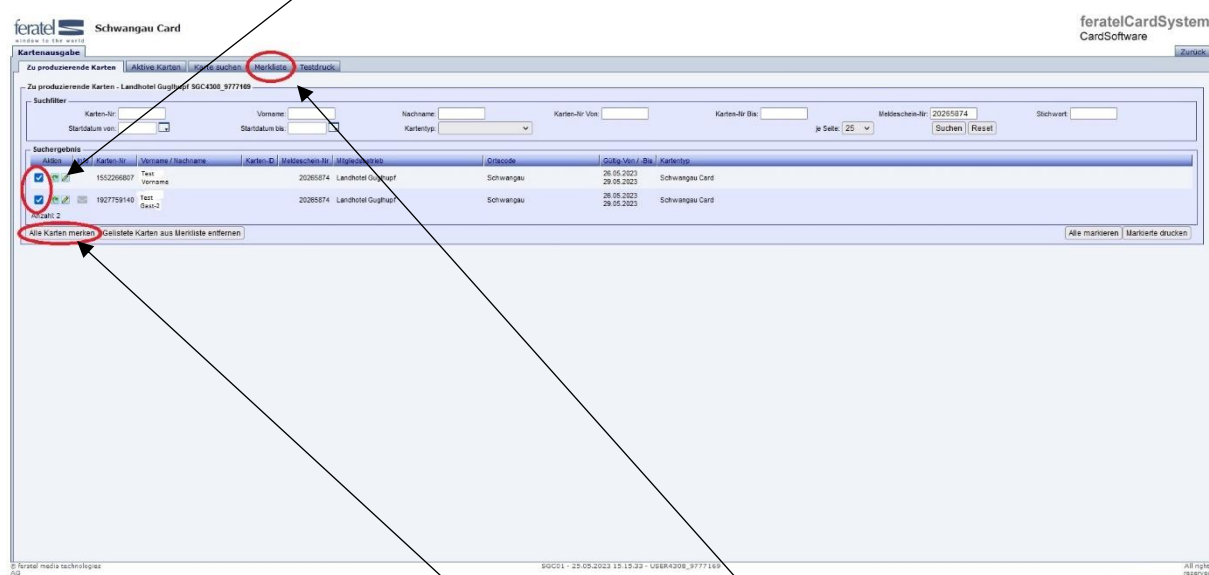 feratel
window to the world
Schwangau Card
feratelCardSystem
CardSoftware
Kartenausgabe
Zurück
Zu produzierende Karten Aktive Karten Karte suchen Merkliste Testdruck
Zu produzierende Karten - Landhotel Guglhupf SGC4308_9777169
Suchfilter
Karten-Nr: Vorname: Nachname: Karten-Nr Von: Karten-Nr Bis: Meldeschein-Nr: 20265874 Stichwort:
Startdatum von: Startdatum bis: Kartentyp: je Seite: 25 Suchen Reset
Suchergebnis
Aktion Info Karten-Nr Vorname / Nachname Karten-ID Meldeschein-Nr Mitgliedsbetrieb Ortscode Gültig Von / -Bis Kartentyp
1552266807 Test Vorname 20265874 Landhotel Guglhupf Schwangau 26.05.2023 29.05.2023 Schwangau Card
1927759140 Test Gast-2 20265874 Landhotel Guglhupf Schwangau 26.05.2023 29.05.2023 Schwangau Card
Anzahl: 2
Alle Karten merken Gelistete Karten aus Merkliste entfernen Alle markieren Markierte drucken
© feratel media technologies AG
SGC01 - 25.05.2023 15.15.33 - USER4308_9777169
All rights reserved